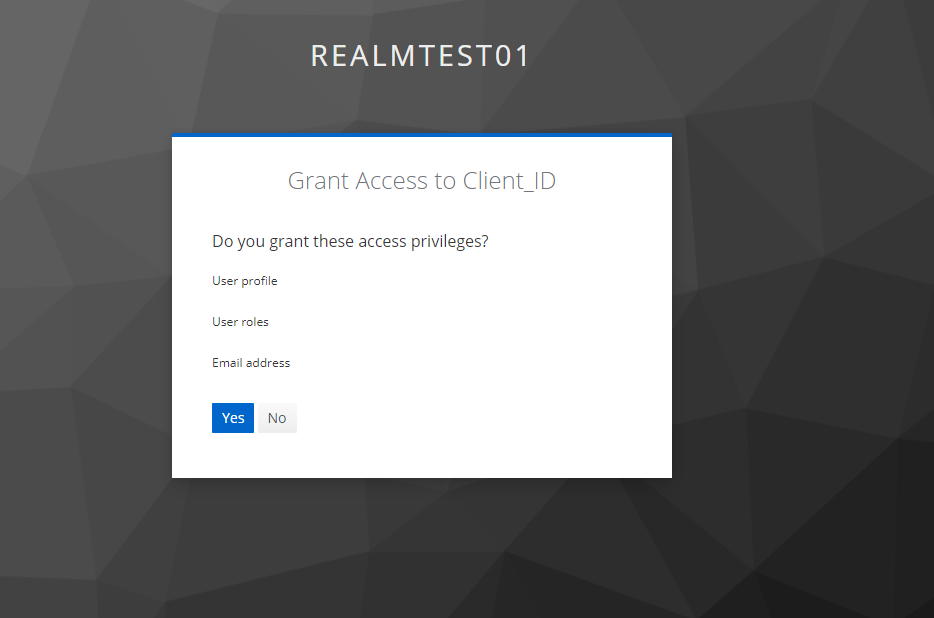 REALMTEST01
Grant Access to Client_ID
Do you grant these access privileges?
User profile
User roles
Email address
Yes No